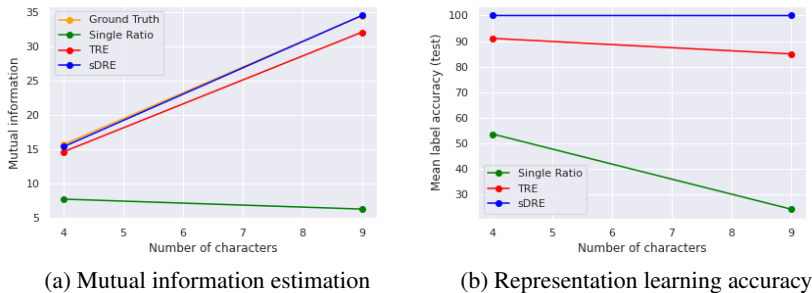 Ground Truth
Single Ratio
TRE
sDRE
35
30
25
20
15
10
5
4 5 6 7 8 9
Mutual information
Number of characters
(a) Mutual information estimation
100
90
80
70
60
50
40
30
Single Ratio
TRE
sDRE
4 5 6 7 8 9
Mean label accuracy (test)
Number of characters
(b) Representation learning accuracy